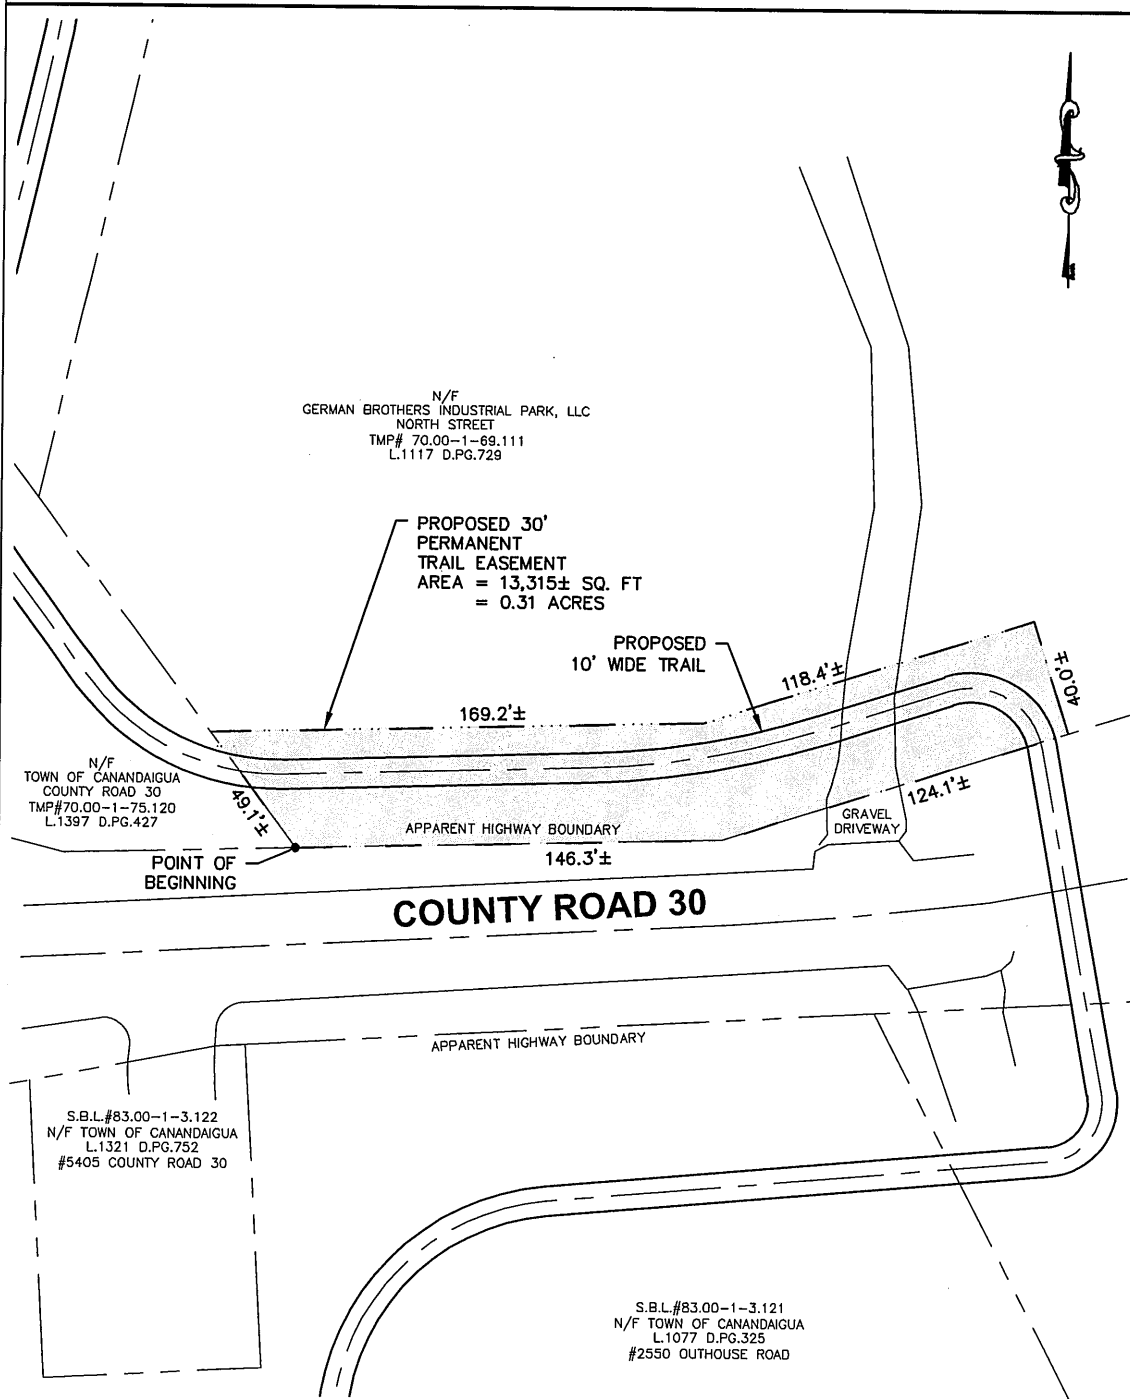 N/F
GERMAN BROTHERS INDUSTRIAL PARK, LLC
NORTH STREET
TMP# 70.00-1-69.111
L.1117 D.PG.729
PROPOSED 30'
PERMANENT
TRAIL EASEMENT
AREA = 13,315± SQ. FT
= 0.31 ACRES
PROPOSED
10' WIDE TRAIL
118.4'±
40.0'±
169.2'±
N/F
TOWN OF CANANDAIGUA
COUNTY ROAD 30
TMP#70.00-1-75.120
L.1397 D.PG.427
49.1'±
124.1'±
GRAVEL
DRIVEWAY
APPARENT HIGHWAY BOUNDARY
146.3'±
POINT OF
BEGINNING
COUNTY ROAD 30
APPARENT HIGHWAY BOUNDARY
S.B.L.#83.00-1-3.122
N/F TOWN OF CANANDAIGUA
L.1321 D.PG.752
#5405 COUNTY ROAD 30
S.B.L.#83.00-1-3.121
N/F TOWN OF CANANDAIGUA
L.1077 D.PG.325
#2550 OUTHOUSE ROAD